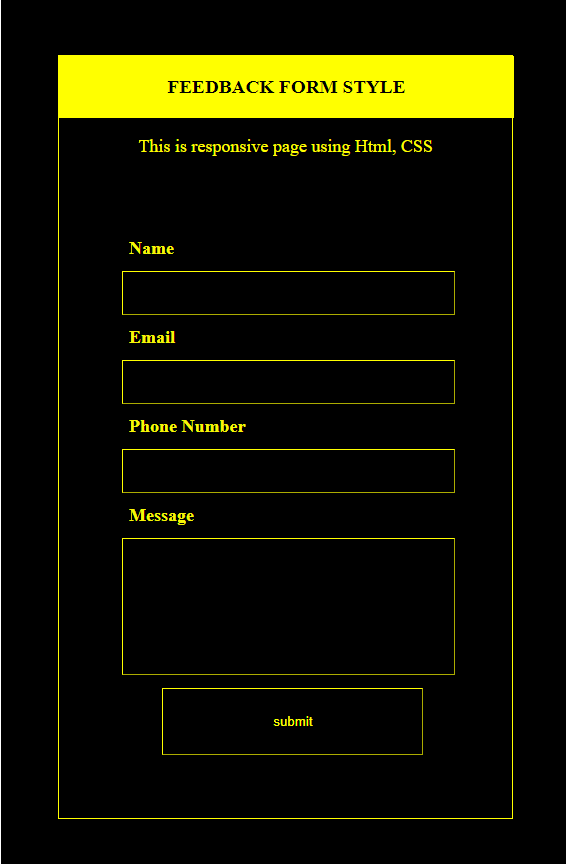 FEEDBACK FORM STYLE
This is responsive page using Html, CSS
Name
Email
Phone Number
Message
submit